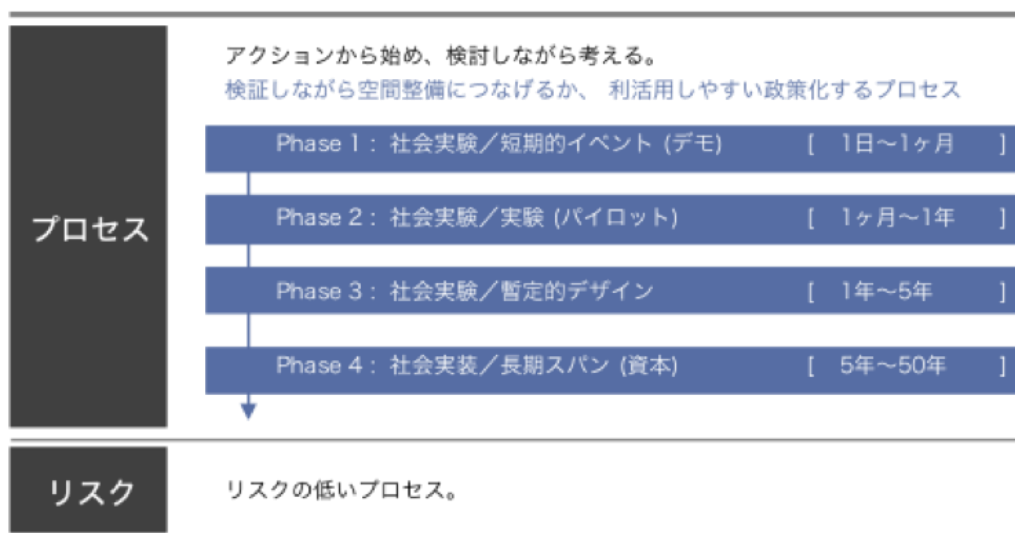 プロセス
アクションから始め、検討しながら考える。
検証しながら空間整備につなげるか、 利活用しやすい政策化するプロセス
Phase 1 : 社会実験／短期的イベント (デモ) [ 1日〜1ヶ月 ]
Phase 2 : 社会実験／実験 (パイロット) [ 1ヶ月〜1年 ]
Phase 3 : 社会実験／暫定的デザイン [ 1年〜5年 ]
Phase 4 : 社会実装／長期スパン (資本) [ 5年〜50年 ]
リスク
リスクの低いプロセス。